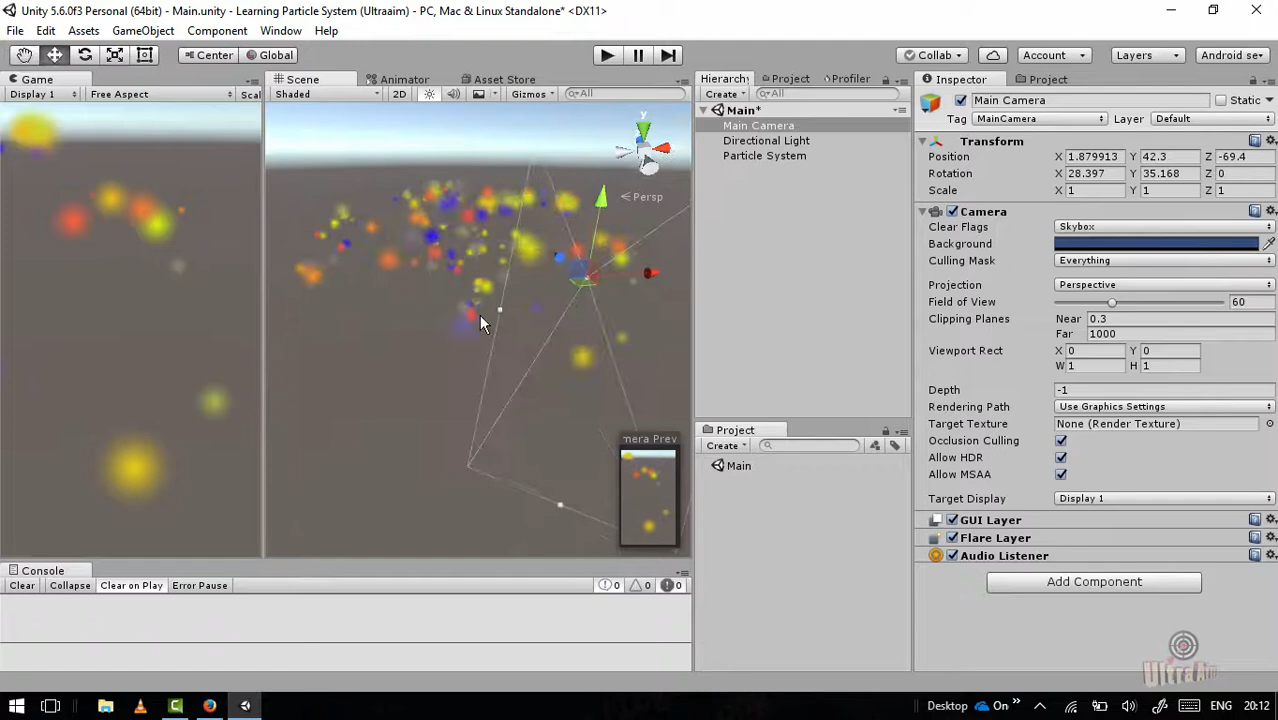 Unity 5.6.0f3 Personal (64bit) - Main.unity - Learning Particle System (Ultraaim) - PC, Mac & Linux Standalone* <DX11>
File Edit Assets GameObject Component Window Help
Center Global Collab Account Layers Android se
Game Scene Animator Asset Store Hierarchy Project Profiler Inspector Project
Display 1 Free Aspect Scal Shaded 2D Gizmos All Create All
Main Camera Static
Tag MainCamera Layer Default
Main*
Main Camera
Directional Light
Particle System
y
Persp
Transform
Position X 1.879913 Y 42.3 Z -69.4
Rotation X 28.397 Y 35.168 Z 0
Scale X 1 Y 1 Z 1
Camera
Clear Flags Skybox
Background
Culling Mask Everything
Projection Perspective
Field of View 60
Clipping Planes Near 0.3
Far 1000
Viewport Rect X 0 Y 0
W 1 H 1
Depth -1
Rendering Path Use Graphics Settings
Target Texture None (Render Texture)
Occlusion Culling
Allow HDR
Allow MSAA
Target Display Display 1
GUI Layer
Flare Layer
Audio Listener
Add Component
mera Prev
Project
Create
Main
Console
Clear Collapse Clear on Play Error Pause 0 0 0
UltraAim
Desktop On ENG 20:12